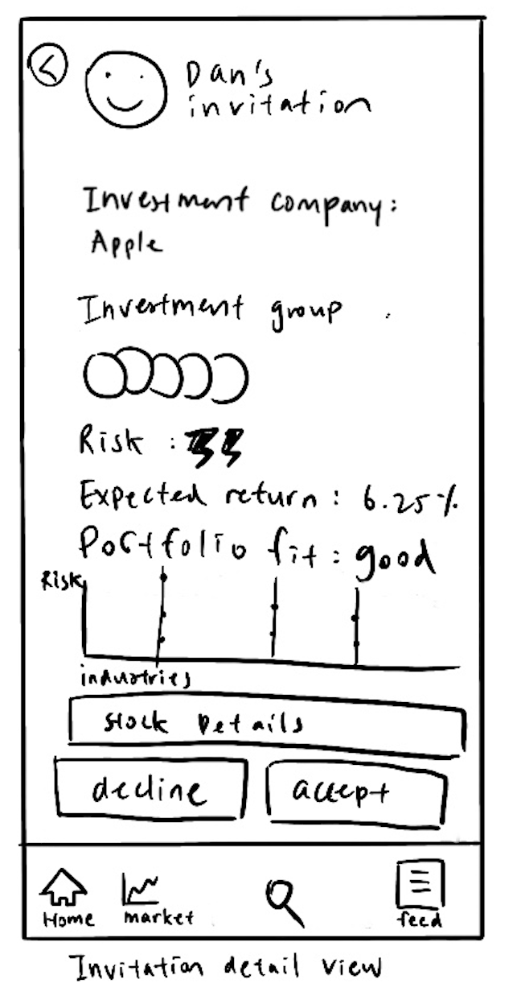 Dan's
invitation
Investment company:
Apple
Investment group :
Risk :
Expected return : 6.25%
Portfolio fit : good
Risk
industries
stock Details
decline
accept
Home
market
feed
Invitation detail view